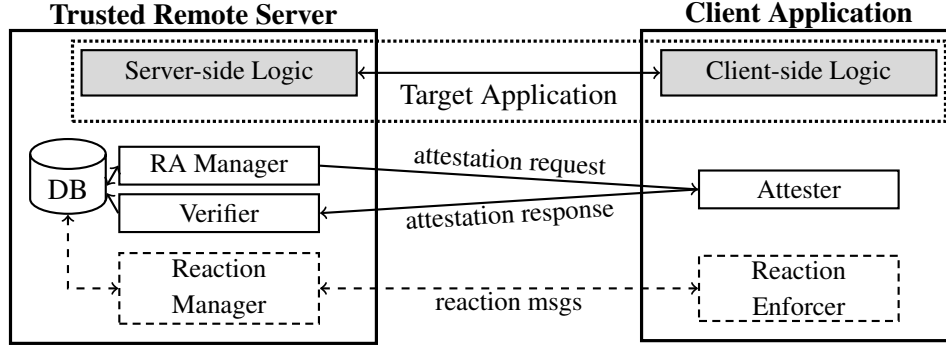 Trusted Remote Server
Client Application
Server-side Logic
Client-side Logic
Target Application
DB
RA Manager
attestation request
Attester
Verifier
attestation response
Reaction
Manager
reaction msgs
Reaction
Enforcer